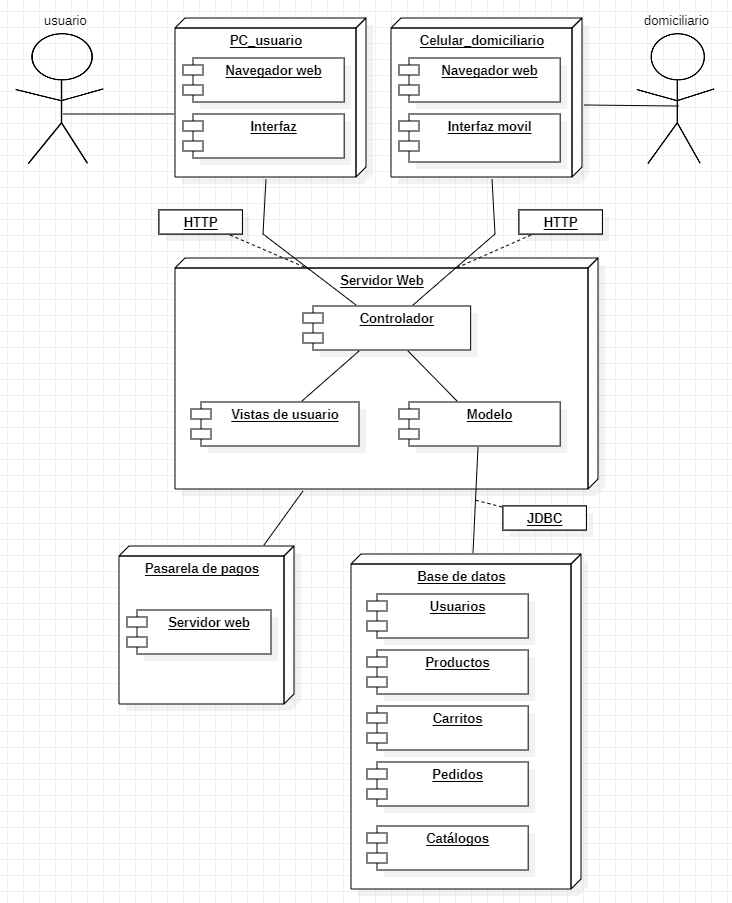 usuario
domiciliario
PC_usuario
Navegador web
Interfaz
Celular_domiciliario
Navegador web
Interfaz movil
HTTP
HTTP
Servidor Web
Controlador
Vistas de usuario
Modelo
JDBC
Pasarela de pagos
Servidor web
Base de datos
Usuarios
Productos
Carritos
Pedidos
Catálogos